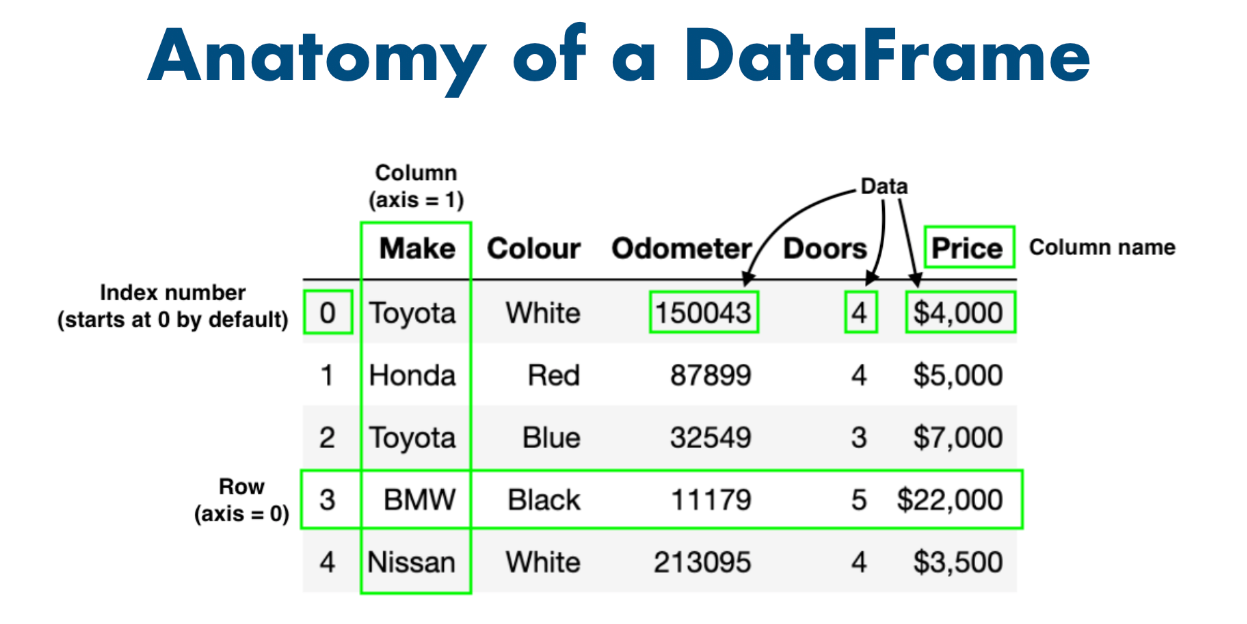 Anatomy of a DataFrame
Column
(axis = 1)
Data
Make Colour Odometer Doors Price
Column name
Index number
(starts at 0 by default)
0 Toyota White 150043 4 $4,000
1 Honda Red 87899 4 $5,000
2 Toyota Blue 32549 3 $7,000
Row
(axis = 0)
3 BMW Black 11179 5 $22,000
4 Nissan White 213095 4 $3,500